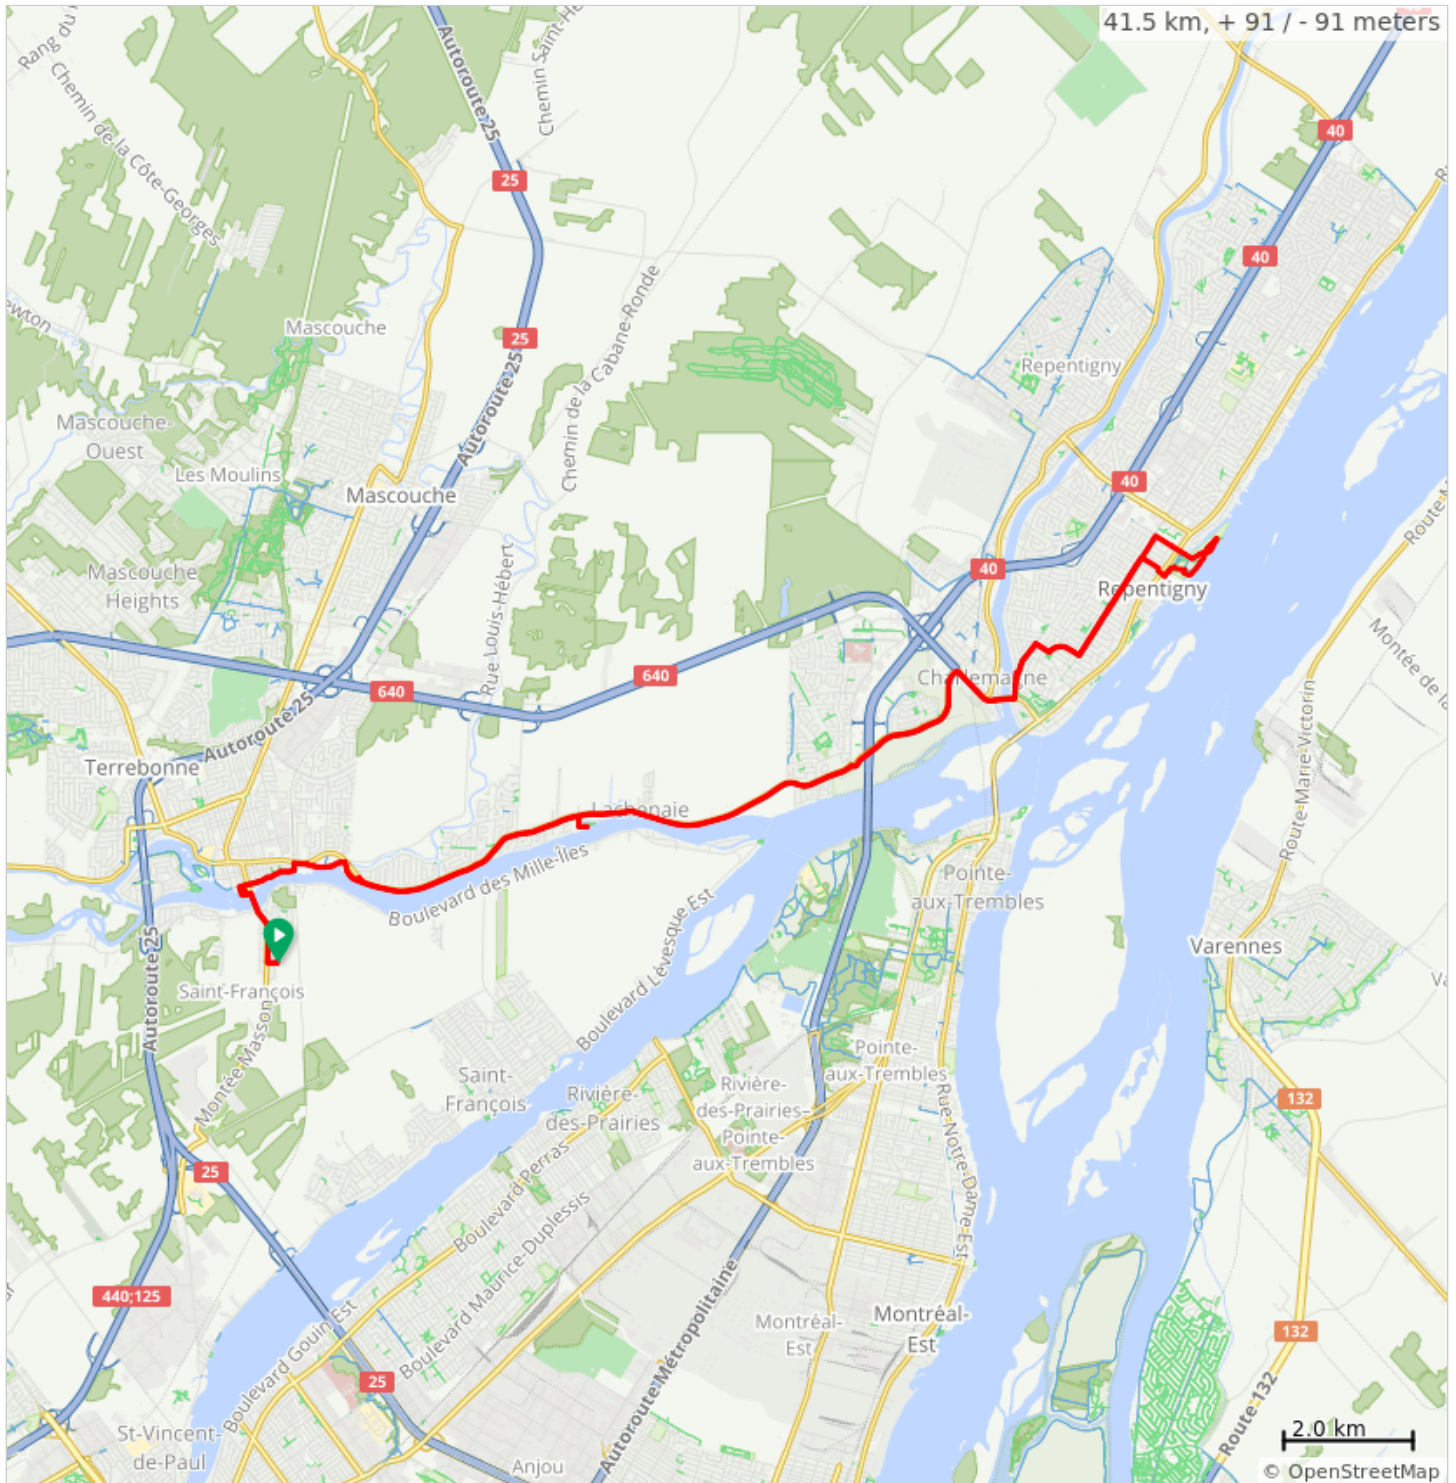 41.5 km, + 91 / - 91 meters
Autoroute 25
Chemin de la Côte-Georges
25
40
40
Chemin de la Cabane-Ronde
Mascouche
25
Autoroute 25
Repentigny
Mascouche-
Ouest
Les Moulins
Mascouche
40
Mascouche
Heights
Rue Louis-Hébert
40
Repentigny
Montée de la
640
640
Charlemagne
Autoroute 25
Terrebonne
Route-Marie-Victorin
Lachenaie
Boulevard des Mille-Îles
Pointe-
aux-Trembles
Boulevard Lévesque Est
Varennes
Autoroute 25
Saint-François
Montée Masson
Saint-
François
Rivière-
des-Prairies
Pointe-
aux-Trembles
Rivière-
des-Prairies–
Pointe-
aux-Trembles
132
Rue Notre-Dame Est
25
Boulevard Perras
Boulevard Maurice-Duplessis
440;125
Boulevard Gouin Est
Autoroute Métropolitaine
Montréal-
Est
Montréal-
Est
132
25
Route 132
St-Vincent-
de-Paul
Anjou
2.0 km
© OpenStreetMap